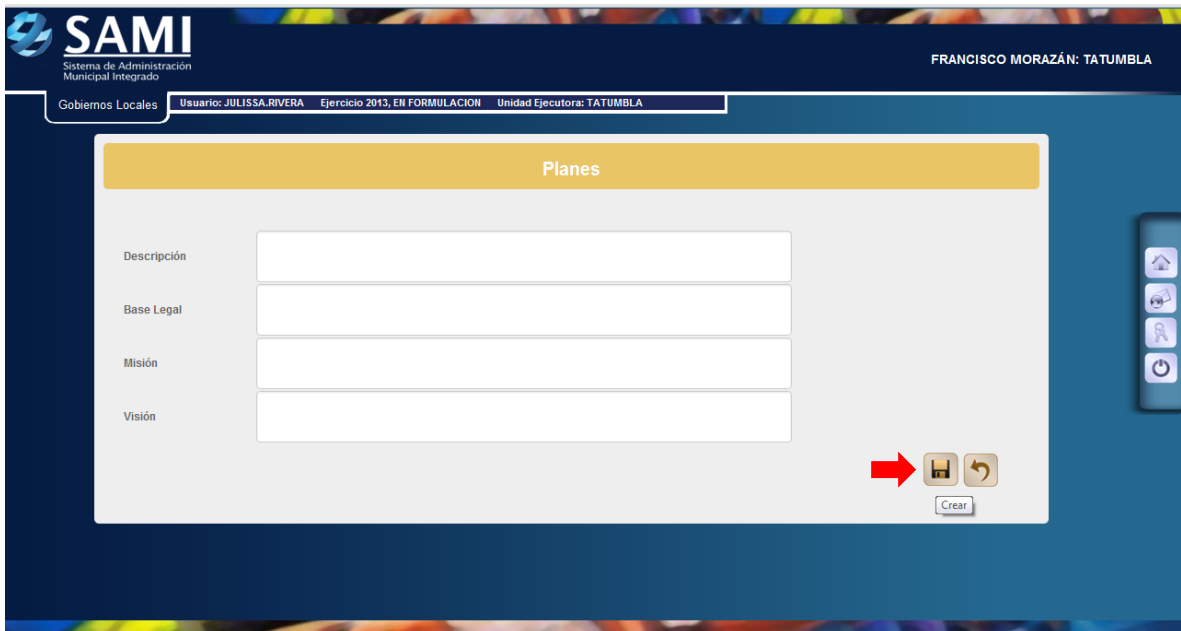 SAMI
Sistema de Administración
Municipal Integrado
FRANCISCO MORAZÁN: TATUMBLA
Gobiernos Locales
Usuario: JULISSA.RIVERA Ejercicio 2013, EN FORMULACION Unidad Ejecutora: TATUMBLA
Planes
Descripción
Base Legal
Misión
Visión
Crear